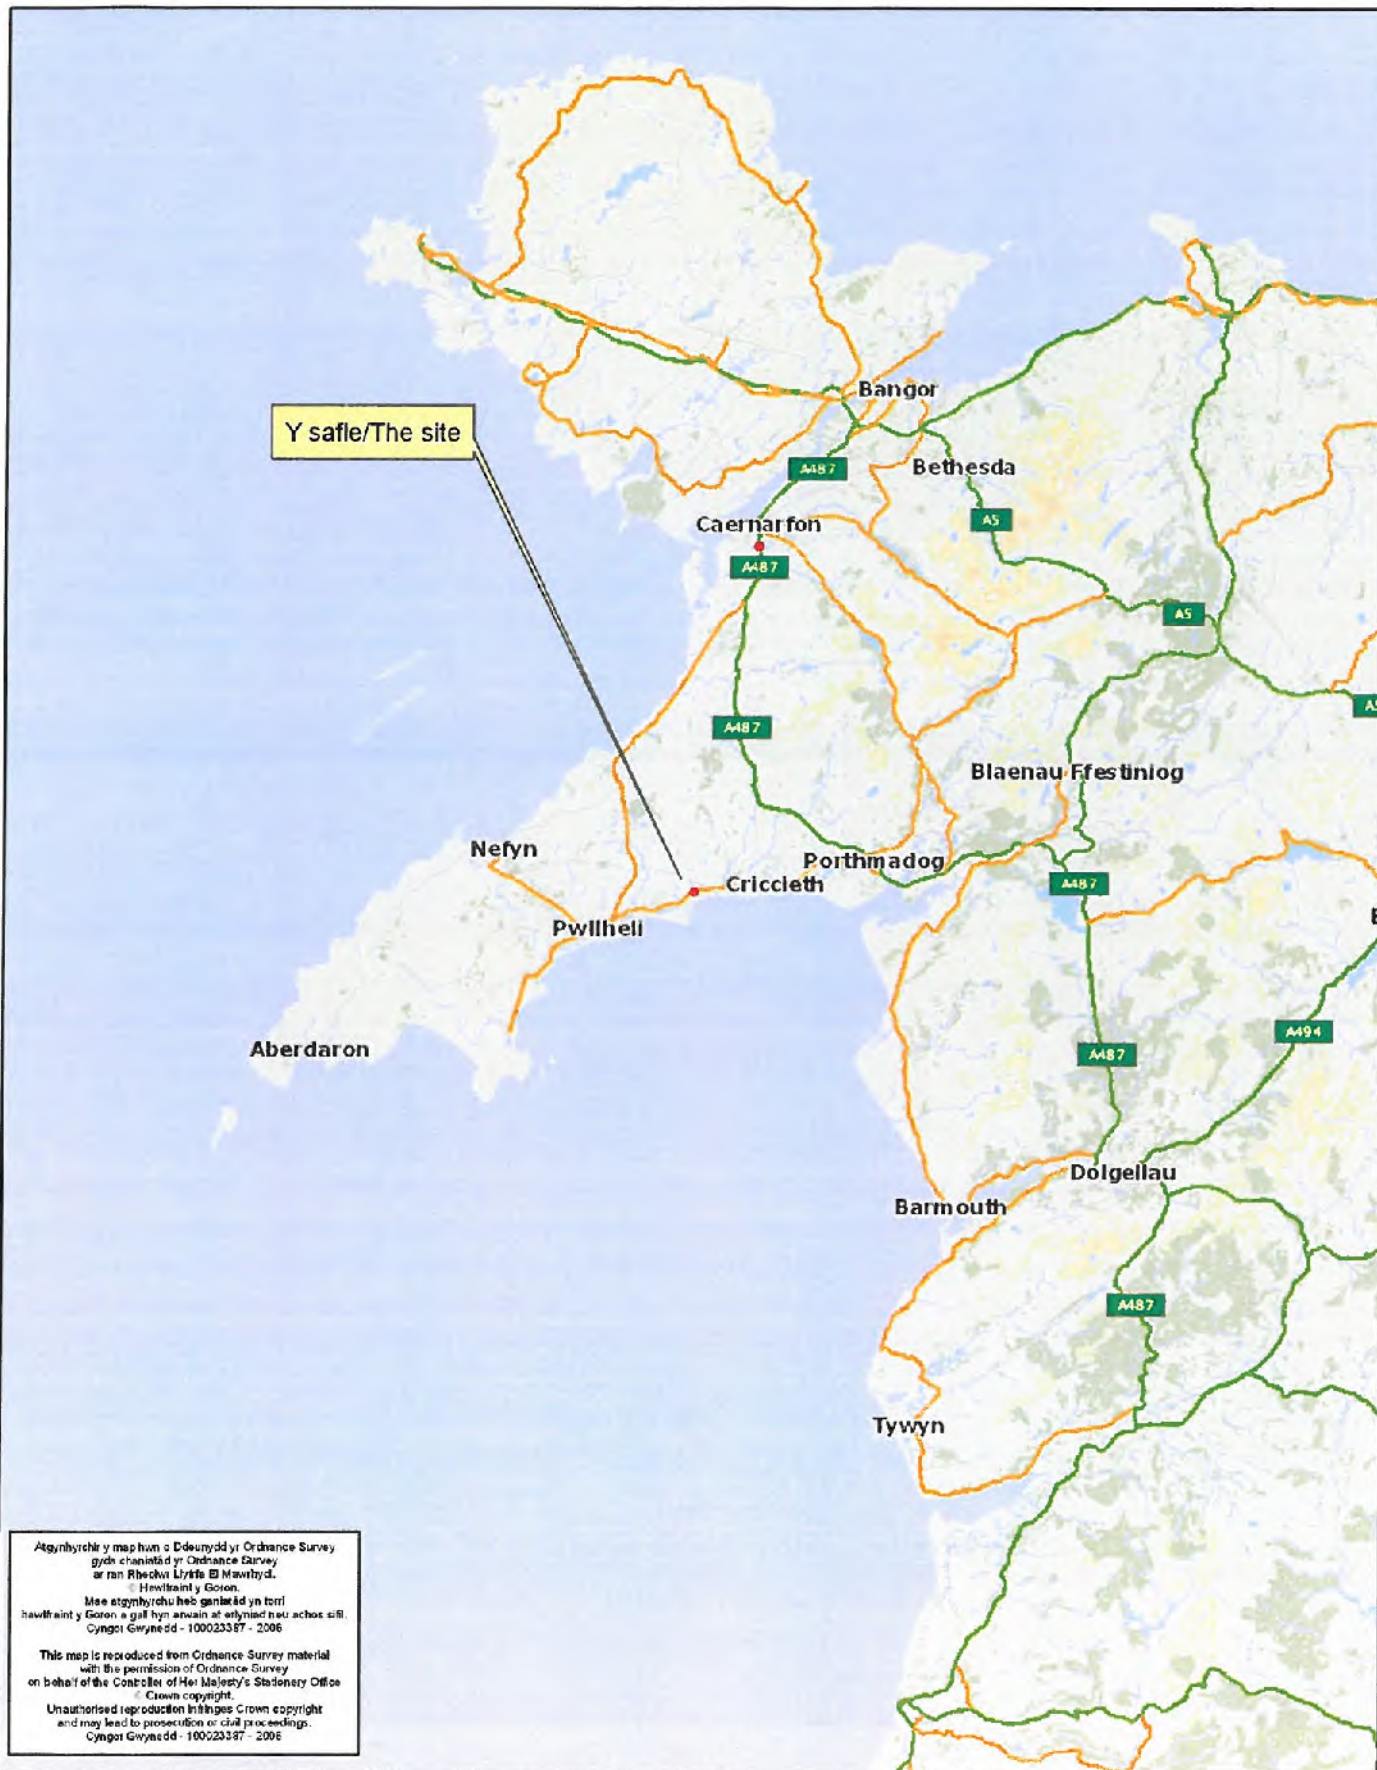 Bangor
Y safle/The site
A487
Bethesda
Caernarfon
A5
A487
A5
A487
Blaenau Ffestiniog
Nefyn
Porthmadog
Criccieth
A487
Pwllheli
A494
Aberdaron
A487
Dolgellau
Barmouth
A487
Tywyn
Atgynhyrchir y map hwn o Ddeunydd yr Ordnance Survey
gyda chaniatâd yr Ordnance Survey
ar ran Rheolwr Llyfrfa Ei Mawrhydi.
© Hawlfraint y Goron.
Mae atgynhyrchu heb ganiatâd yn torri
hawlfraint y Goron a gall hyn arwain at erlyniad neu achos sifil.
Cyngor Gwynedd - 100023387 - 2006
This map is reproduced from Ordnance Survey material
with the permission of Ordnance Survey
on behalf of the Controller of Her Majesty's Stationery Office
© Crown copyright.
Unauthorised reproduction infringes Crown copyright
and may lead to prosecution or civil proceedings.
Cyngor Gwynedd - 100023387 - 2006